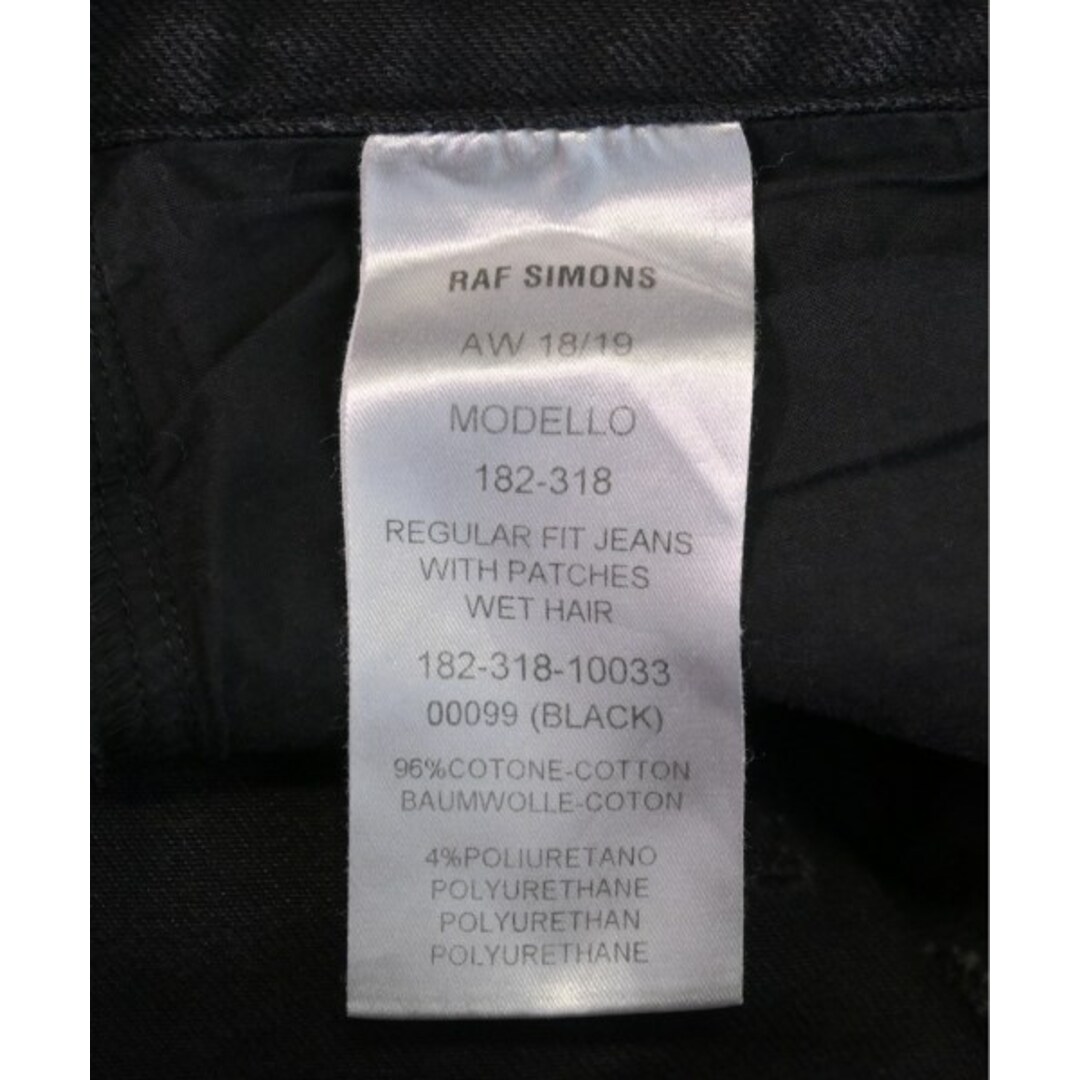 RAF SIMONS
AW 18/19
MODELLO
182-318
REGULAR FIT JEANS
WITH PATCHES
WET HAIR
182-318-10033
00099 (BLACK)
96%COTONE-COTTON
BAUMWOLLE-COTON
4%POLIURETANO
POLYURETHANE
POLYURETHAN
POLYURETHANE